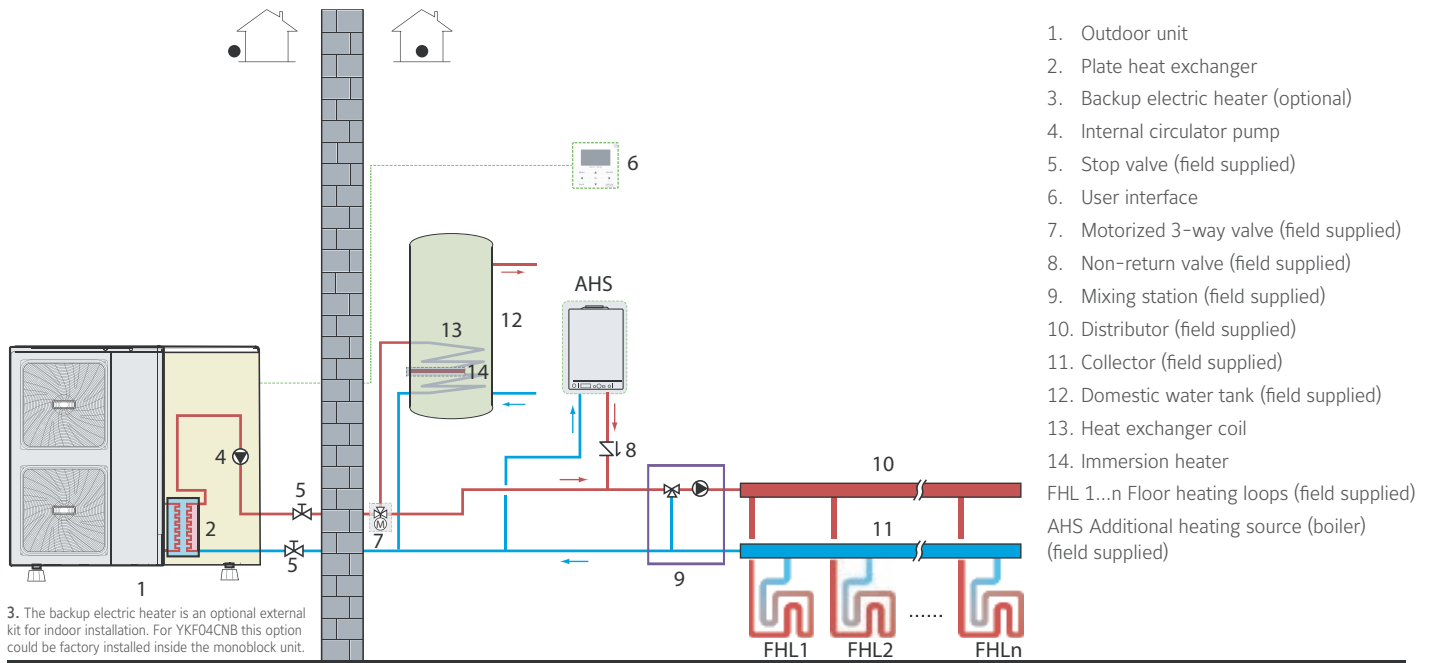 6
AHS
13
12
14
4
5
8
10
2
7
11
5
9
1
FHL1
FHL2
......
FHLn
M
3. The backup electric heater is an optional external
kit for indoor installation. For YKF04CNB this option
could be factory installed inside the monoblock unit.
1. Outdoor unit
2. Plate heat exchanger
3. Backup electric heater (optional)
4. Internal circulator pump
5. Stop valve (field supplied)
6. User interface
7. Motorized 3-way valve (field supplied)
8. Non-return valve (field supplied)
9. Mixing station (field supplied)
10. Distributor (field supplied)
11. Collector (field supplied)
12. Domestic water tank (field supplied)
13. Heat exchanger coil
14. Immersion heater
FHL 1...n Floor heating loops (field supplied)
AHS Additional heating source (boiler)
(field supplied)